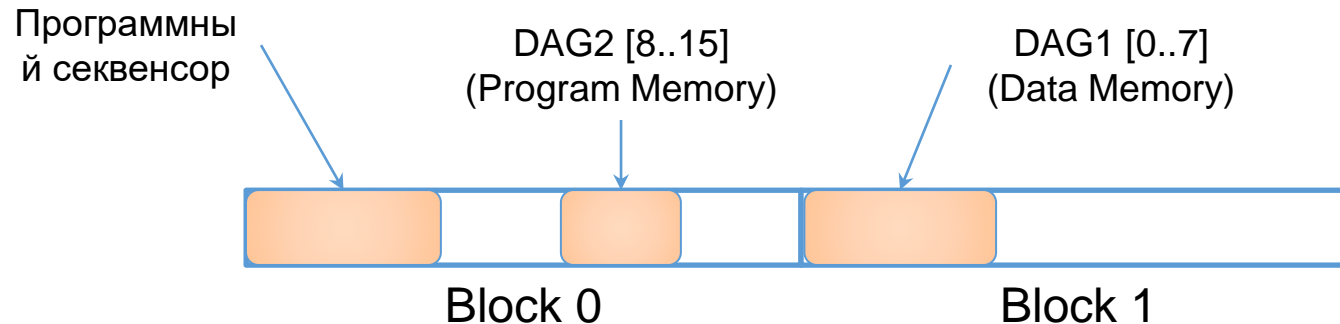 Программны
й секвенсор
DAG2 [8..15]
(Program Memory)
DAG1 [0..7]
(Data Memory)
Block 0
Block 1